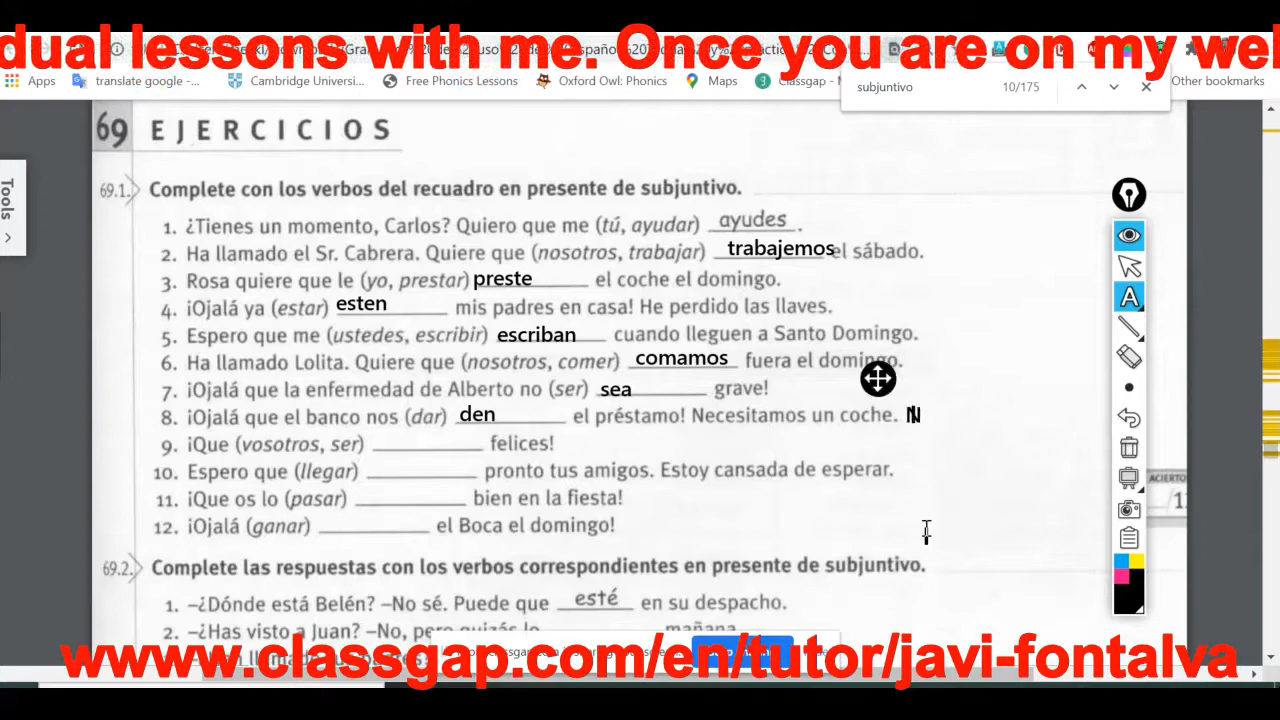 dual lessons with me. Once you are on my web
Apps translate google -... Cambridge Universi... Free Phonics Lessons Oxford Owl: Phonics Maps Classgap - Other bookmarks
subjuntivo 10/175
Tools
69 EJERCICIOS
69.1. Complete con los verbos del recuadro en presente de subjuntivo.
1. ¿Tienes un momento, Carlos? Quiero que me (tú, ayudar) ayudes.
2. Ha llamado el Sr. Cabrera. Quiere que (nosotros, trabajar) trabajemos el sábado.
3. Rosa quiere que le (yo, prestar) preste el coche el domingo.
4. ¡Ojalá ya (estar) esten mis padres en casa! He perdido las llaves.
5. Espero que me (ustedes, escribir) escriban cuando lleguen a Santo Domingo.
6. Ha llamado Lolita. Quiere que (nosotros, comer) comamos fuera el domingo.
7. ¡Ojalá que la enfermedad de Alberto no (ser) sea grave!
8. ¡Ojalá que el banco nos (dar) den el préstamo! Necesitamos un coche. N
9. ¡Que (vosotros, ser) ___ felices!
10. Espero que (llegar) ___ pronto tus amigos. Estoy cansada de esperar.
11. ¡Que os lo (pasar) ___ bien en la fiesta!
12. ¡Ojalá (ganar) ___ el Boca el domingo!
ACIERTO
69.2. Complete las respuestas con los verbos correspondientes en presente de subjuntivo.
1. –¿Dónde está Belén? –No sé. Puede que esté en su despacho.
2. –¿Has visto a Juan? –No, pero quizás lo ___ mañana
www.classgap.com/en/tutor/javi-fontalva